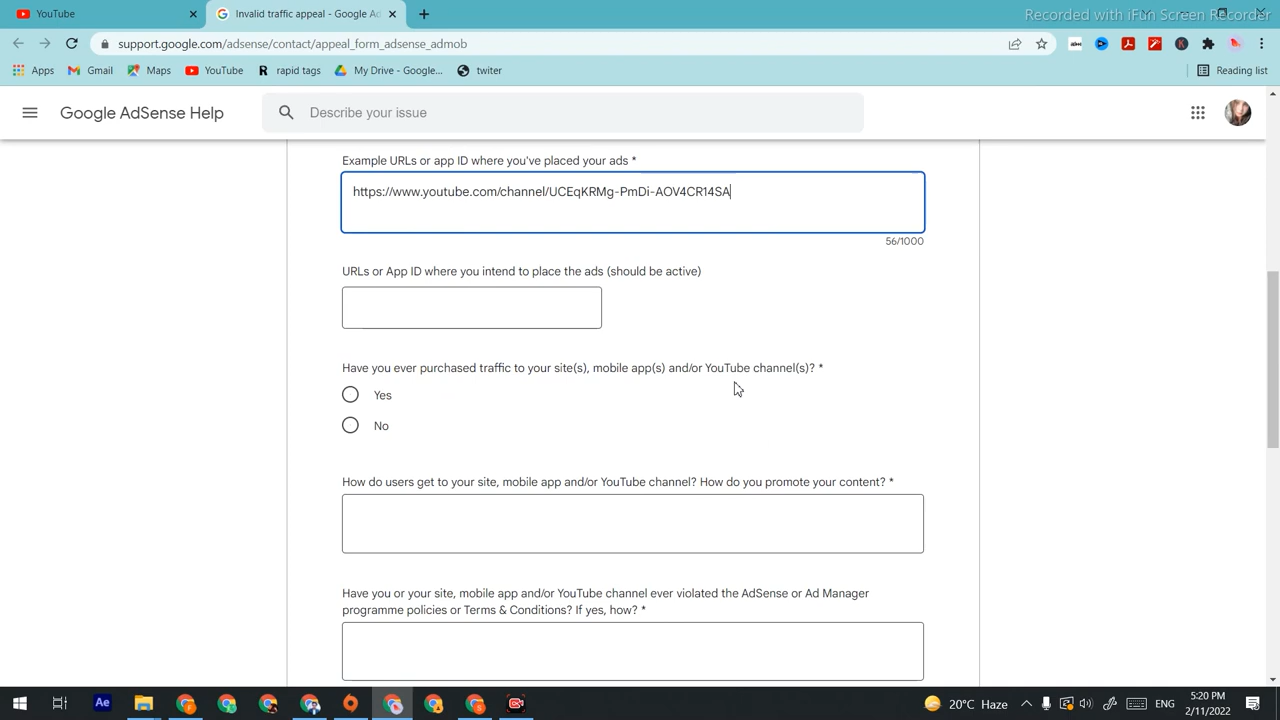 YouTube
Invalid traffic appeal - Google Ad
Recorded with iFun Screen Recorder
support.google.com/adsense/contact/appeal_form_adsense_admob
Apps
Gmail
Maps
YouTube
rapid tags
My Drive - Google...
twiter
Reading list
Google AdSense Help
Describe your issue
Example URLs or app ID where you've placed your ads *
https://www.youtube.com/channel/UCEqKRMg-PmDi-AOV4CR14SA
56/1000
URLs or App ID where you intend to place the ads (should be active)
Have you ever purchased traffic to your site(s), mobile app(s) and/or YouTube channel(s)? *
Yes
No
How do users get to your site, mobile app and/or YouTube channel? How do you promote your content? *
Have you or your site, mobile app and/or YouTube channel ever violated the AdSense or Ad Manager
programme policies or Terms & Conditions? If yes, how? *
Ae
20°C Haze
ENG
5:20 PM
2/11/2022